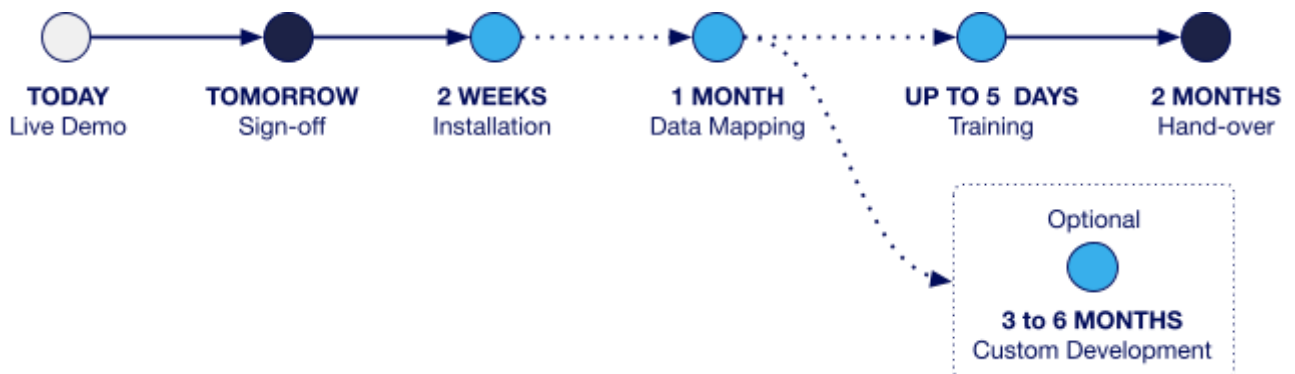 TODAY
Live Demo
TOMORROW
Sign-off
2 WEEKS
Installation
1 MONTH
Data Mapping
UP TO 5 DAYS
Training
2 MONTHS
Hand-over
Optional
3 to 6 MONTHS
Custom Development